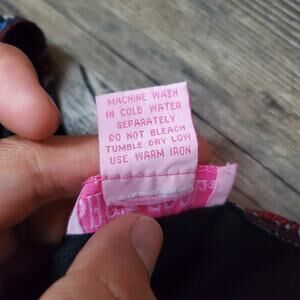 MACHINE WASH
IN COLD WATER
SEPARATELY
DO NOT BLEACH
TUMBLE DRY LOW
USE WARM IRON